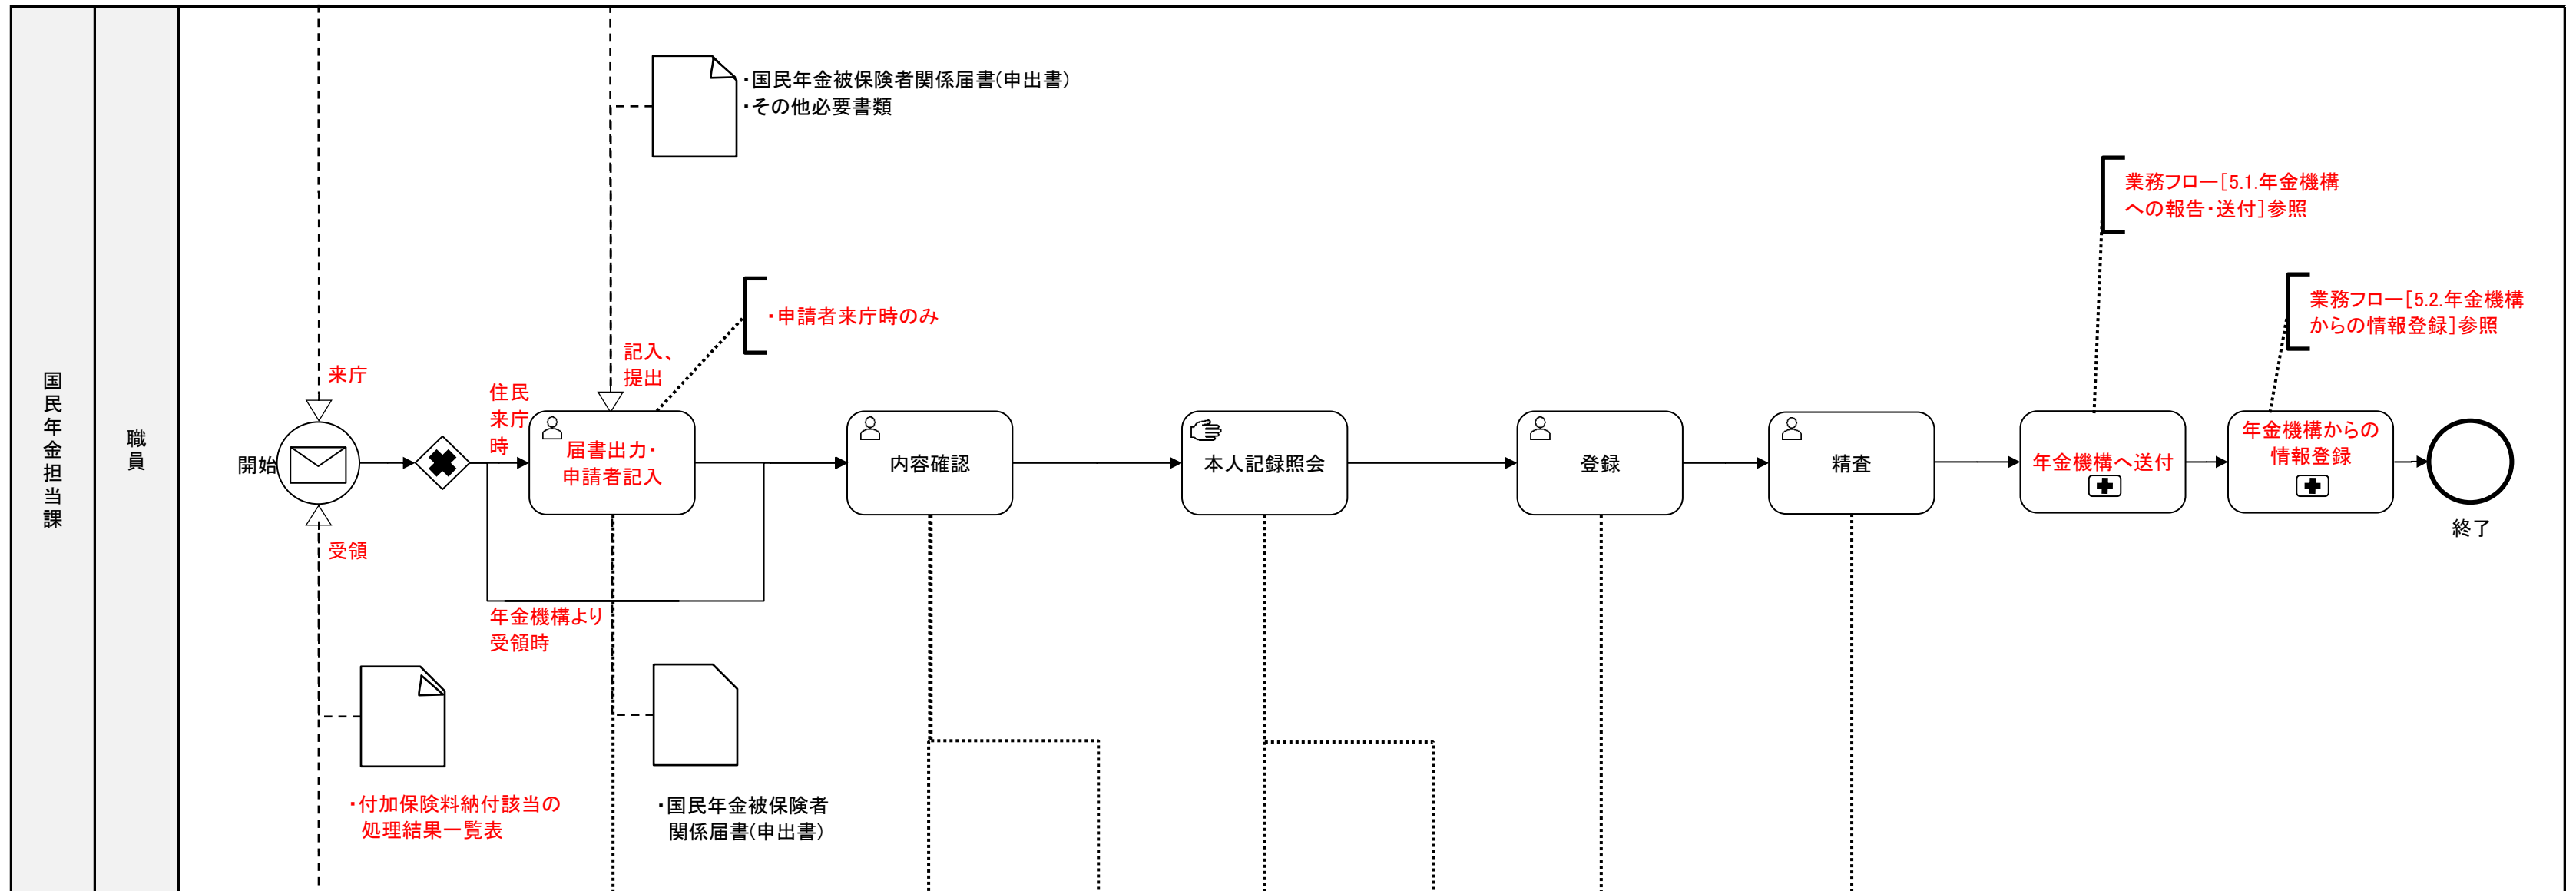 国民年金担当課
職員
・国民年金被保険者関係届書(申出書)
・その他必要書類
業務フロー[5.1.年金機構
への報告・送付]参照
業務フロー[5.2.年金機構
からの情報登録]参照
・申請者来庁時のみ
来庁
記入、
提出
住民
来庁
時
開始
届書出力・
申請者記入
内容確認
本人記録照会
登録
精査
年金機構へ送付
年金機構からの
情報登録
終了
受領
年金機構より
受領時
・付加保険料納付該当の
処理結果一覧表
・国民年金被保険者
関係届書(申出書)